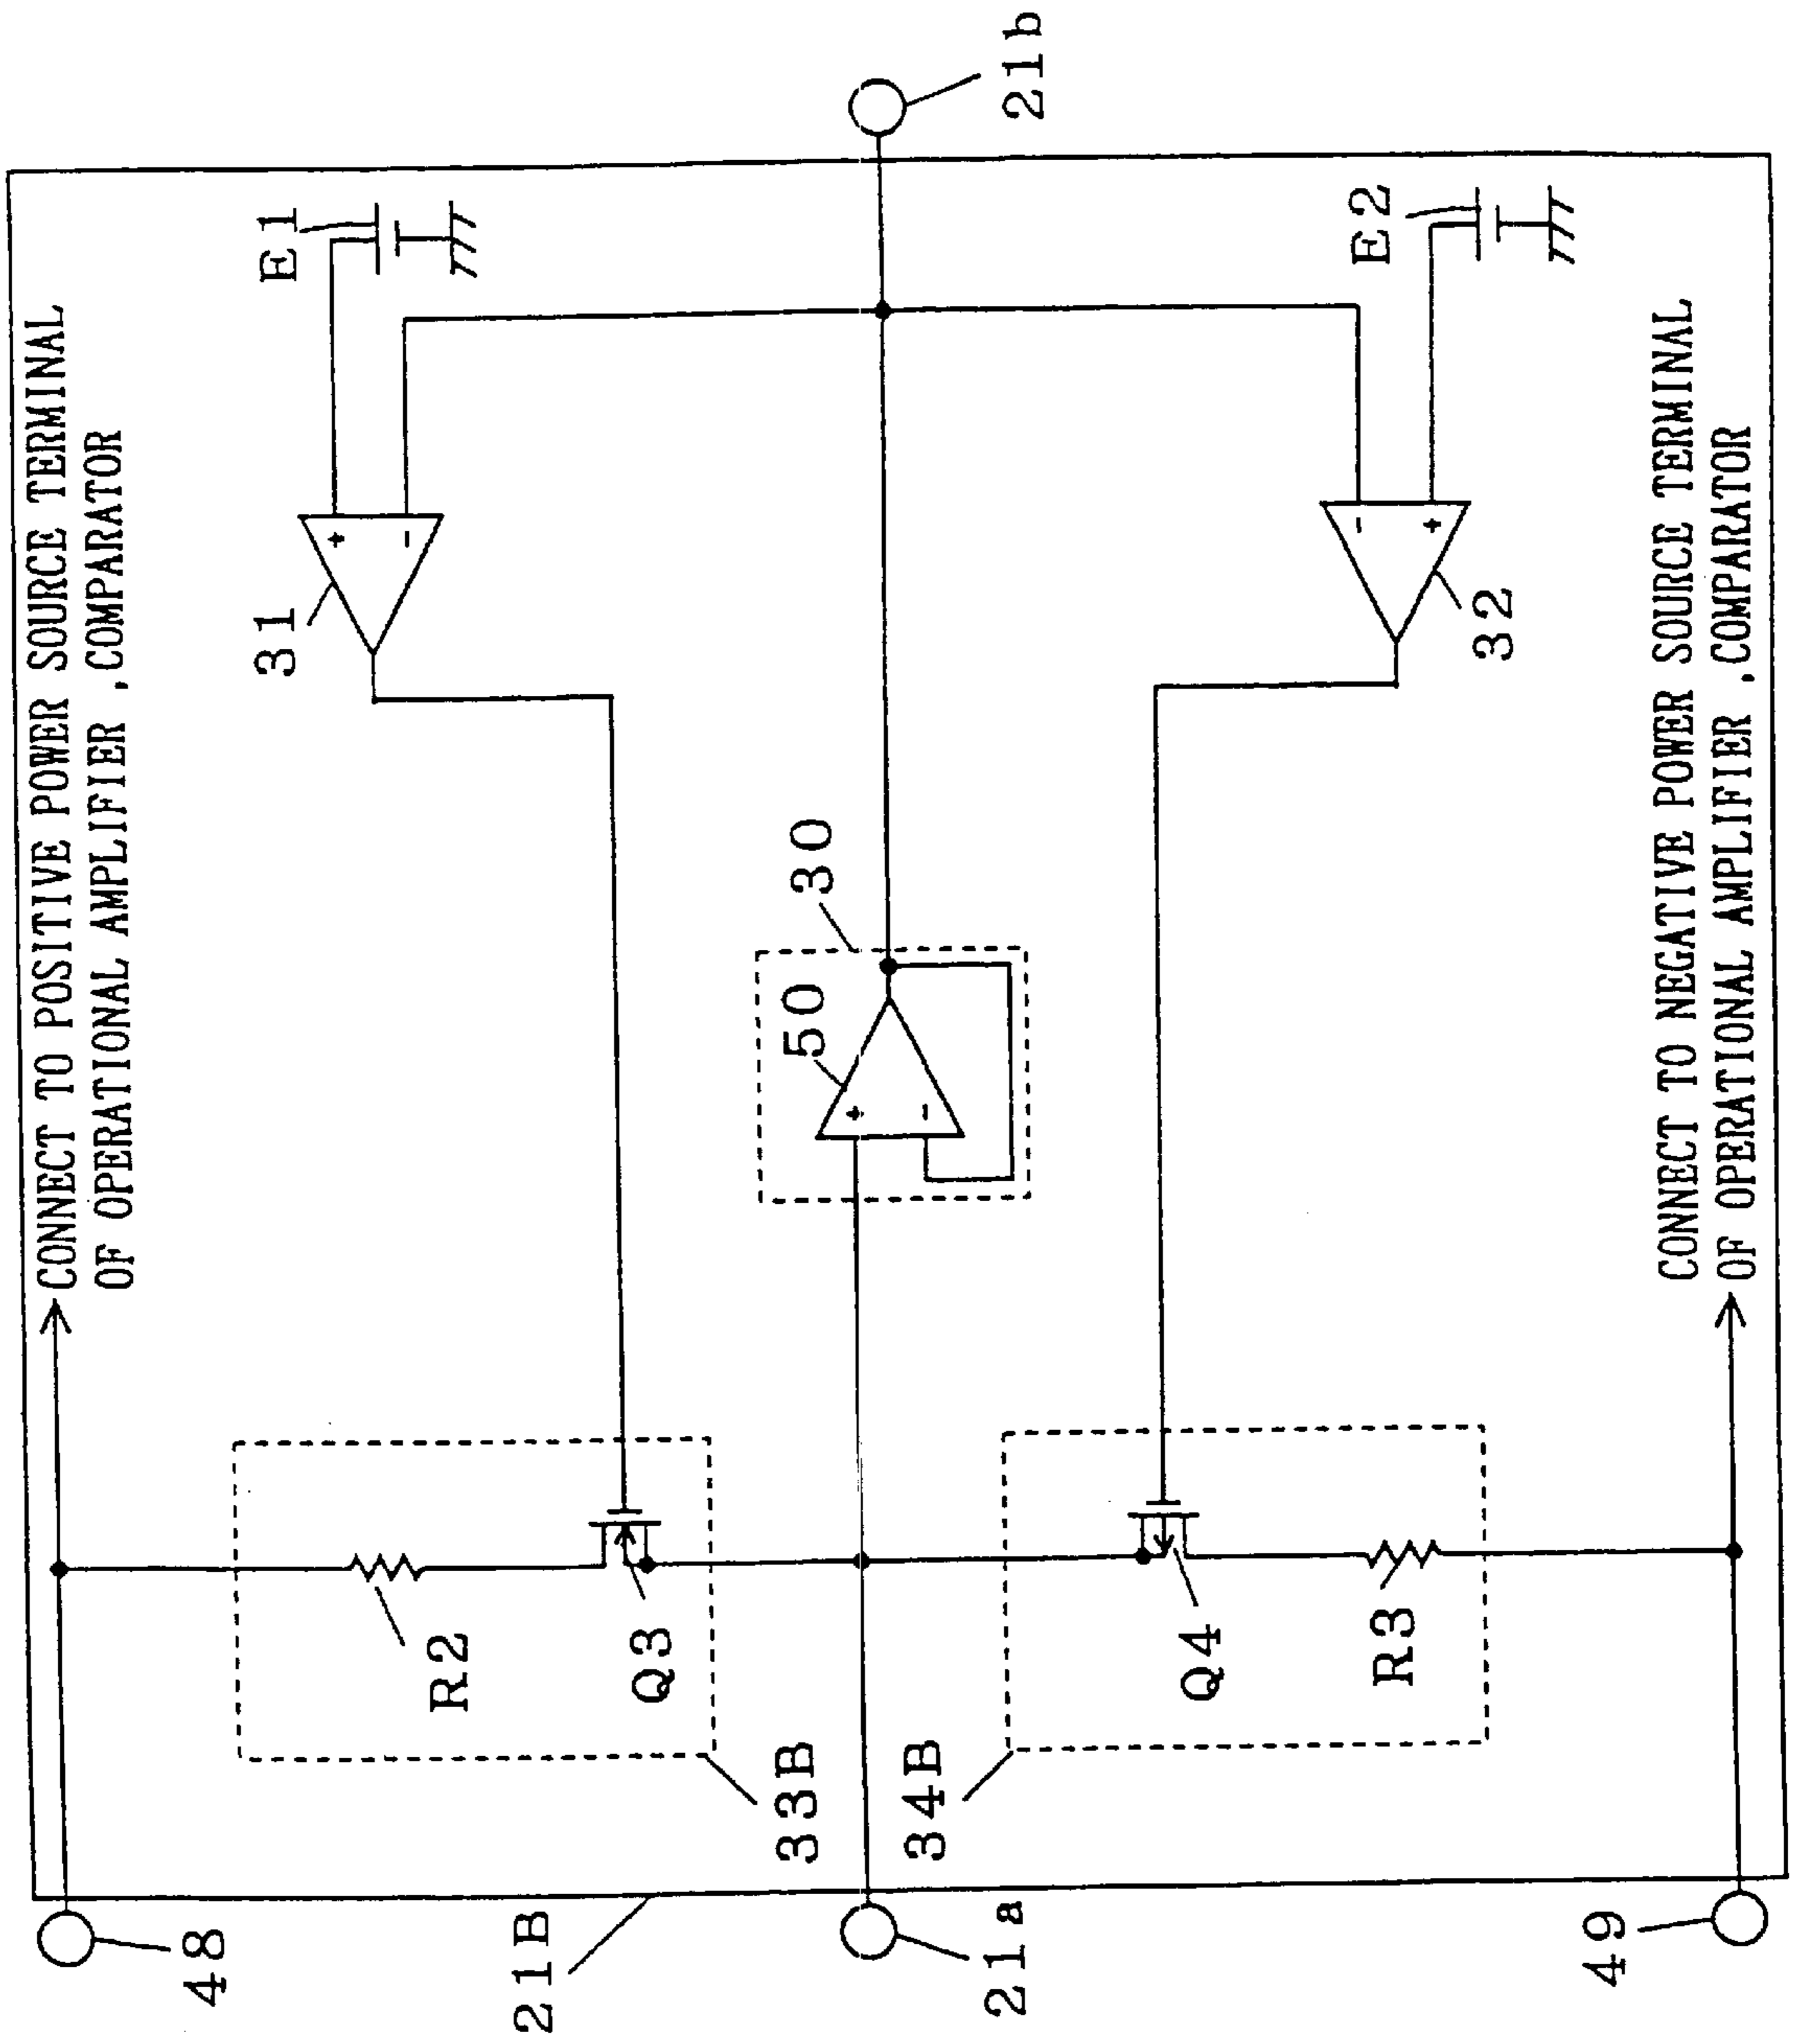 CONNECT TO POSITIVE POWER SOURCE TERMINAL
OF OPERATIONAL AMPLIFIER ,COMPARATOR
48
R2
Q3
33B
31
+
-
E1
21B
21a
50
+
-
30
21b
34B
Q4
R3
32
-
+
E2
49
CONNECT TO NEGATIVE POWER SOURCE TERMINAL
OF OPERATIONAL AMPLIFIER ,COMPARATOR